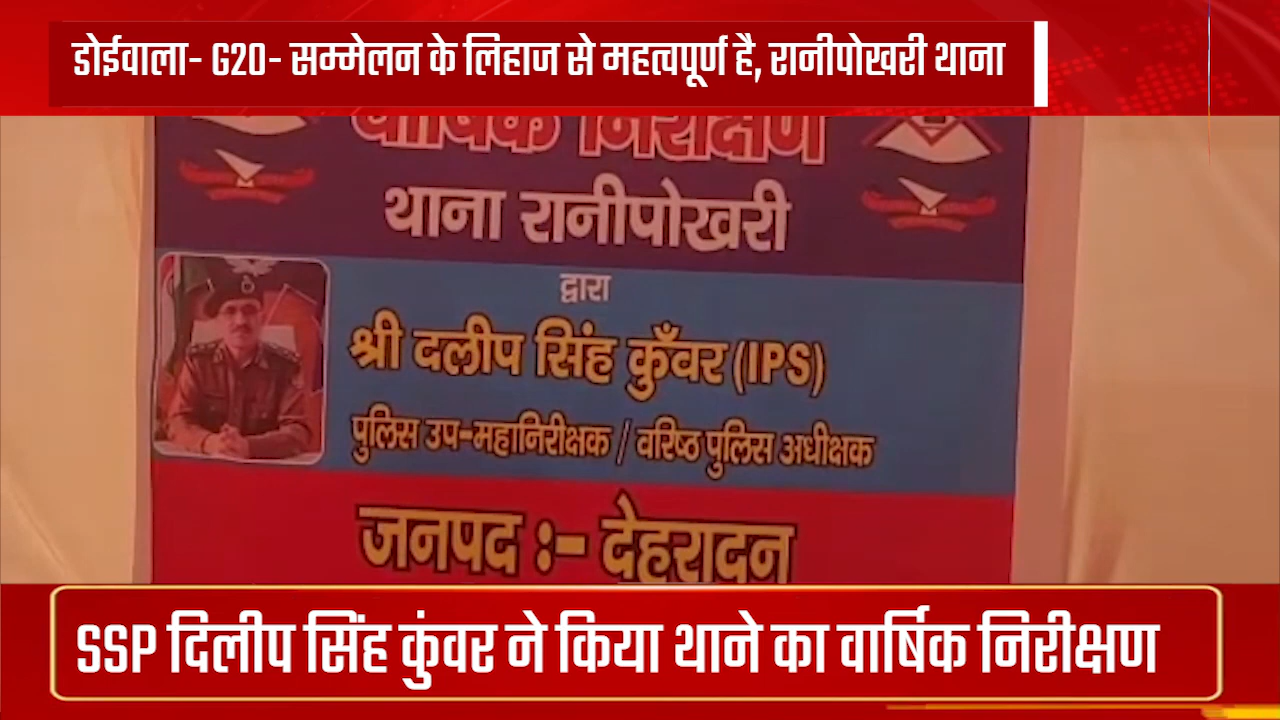 डोईवाला- G20- सम्मेलन के लिहाज से महत्वपूर्ण है, रानीपोखरी थाना
वार्षिक निरीक्षण
थाना रानीपोखरी
द्वारा
श्री दलीप सिंह कुँवर (IPS)
पुलिस उप-महानिरीक्षक / वरिष्ठ पुलिस अधीक्षक
जनपद :- देहरादून
SSP दिलीप सिंह कुंवर ने किया थाने का वार्षिक निरीक्षण